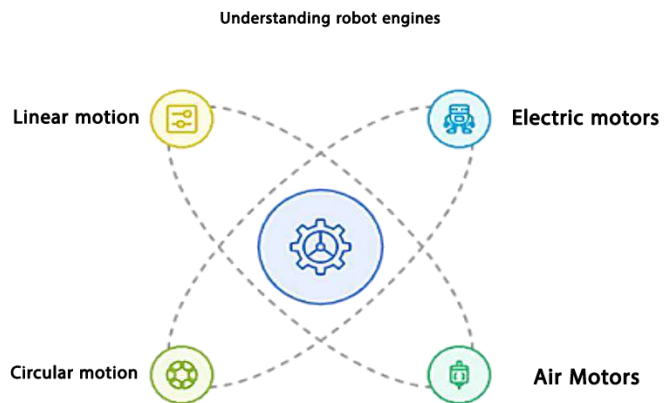 Understanding robot engines
Linear motion
Electric motors
Circular motion
Air Motors